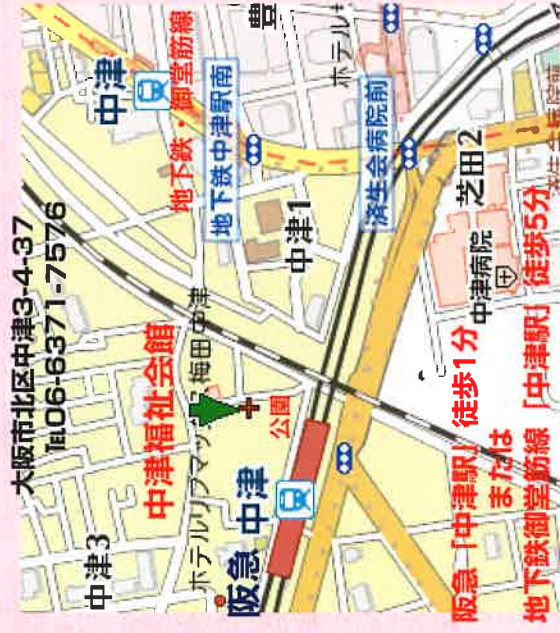 大阪市北区中津3-4-37
℡06-6371-7576
中津3
中津福祉会館
ホテルリブマックス梅田中津
公園
阪急 中津
中津
地下鉄・御堂筋線
地下鉄中津駅南
中津1
豊
ホテル
済生会病院前
芝田2
中津病院
阪急「中津駅」徒歩1分
または
地下鉄御堂筋線「中津駅」徒歩5分